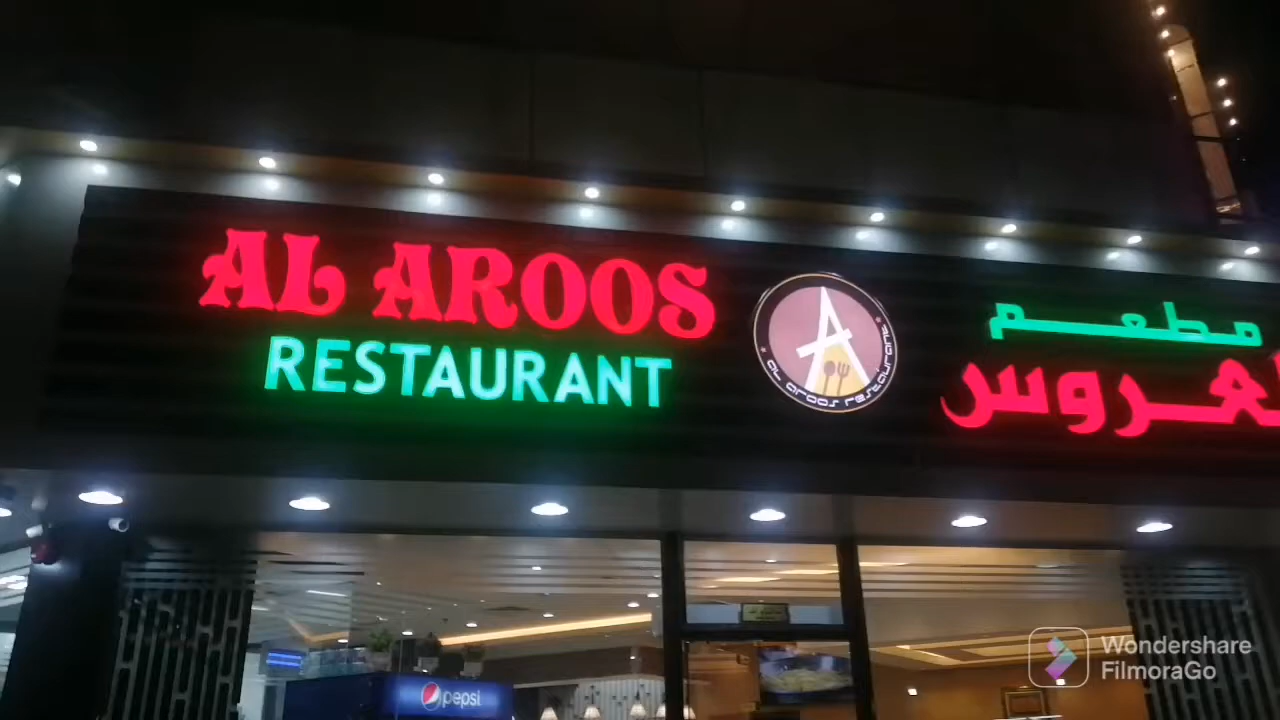 AL AROOS
RESTAURANT
A
AL AROOS RESTAURANT
مطعم
لعروس
pepsi
Wondershare
FilmoraGo